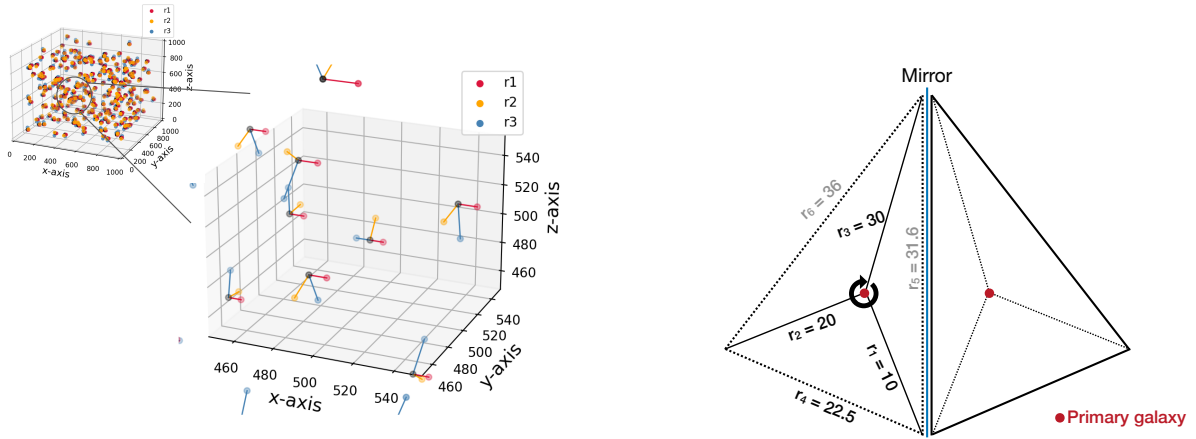 r1
r2
r3
1000
800
600
400
200
0
z-axis
0
200
400
600
800
1000
x-axis
0
200
400
600
800
1000
y-axis
r1
r2
r3
540
520
500
480
460
z-axis
460
480
500
520
540
x-axis
460
480
500
520
540
y-axis
Mirror
r₆ = 36
r₃ = 30
r₅ = 31.6
r₂ = 20
r₁ = 10
r₄ = 22.5
Primary galaxy